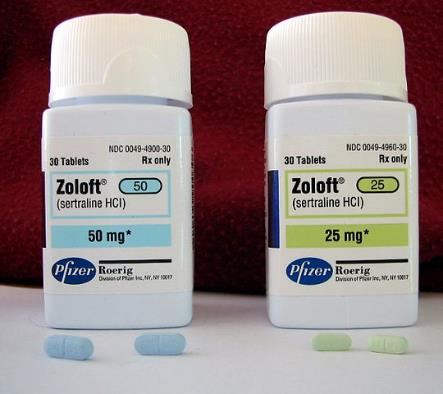 NDC 0049-4900-30
30 Tablets Rx only
Zoloft® 50
(sertraline HCl)
50 mg*
Pfizer Roerig
Division of Pfizer Inc, NY, NY 10017
NDC 0049-4960-30
30 Tablets Rx only
Zoloft® 25
(sertraline HCl)
25 mg*
Pfizer Roerig
Division of Pfizer Inc, NY, NY 10017